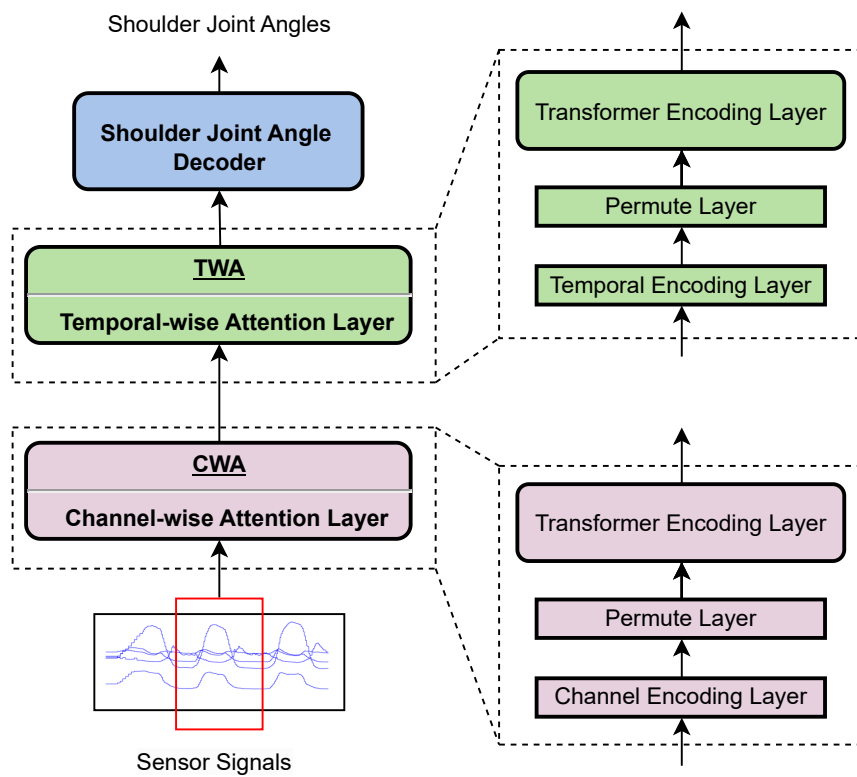 Shoulder Joint Angles
Shoulder Joint Angle
Decoder
TWA
Temporal-wise Attention Layer
CWA
Channel-wise Attention Layer
Sensor Signals
Transformer Encoding Layer
Permute Layer
Temporal Encoding Layer
Transformer Encoding Layer
Permute Layer
Channel Encoding Layer